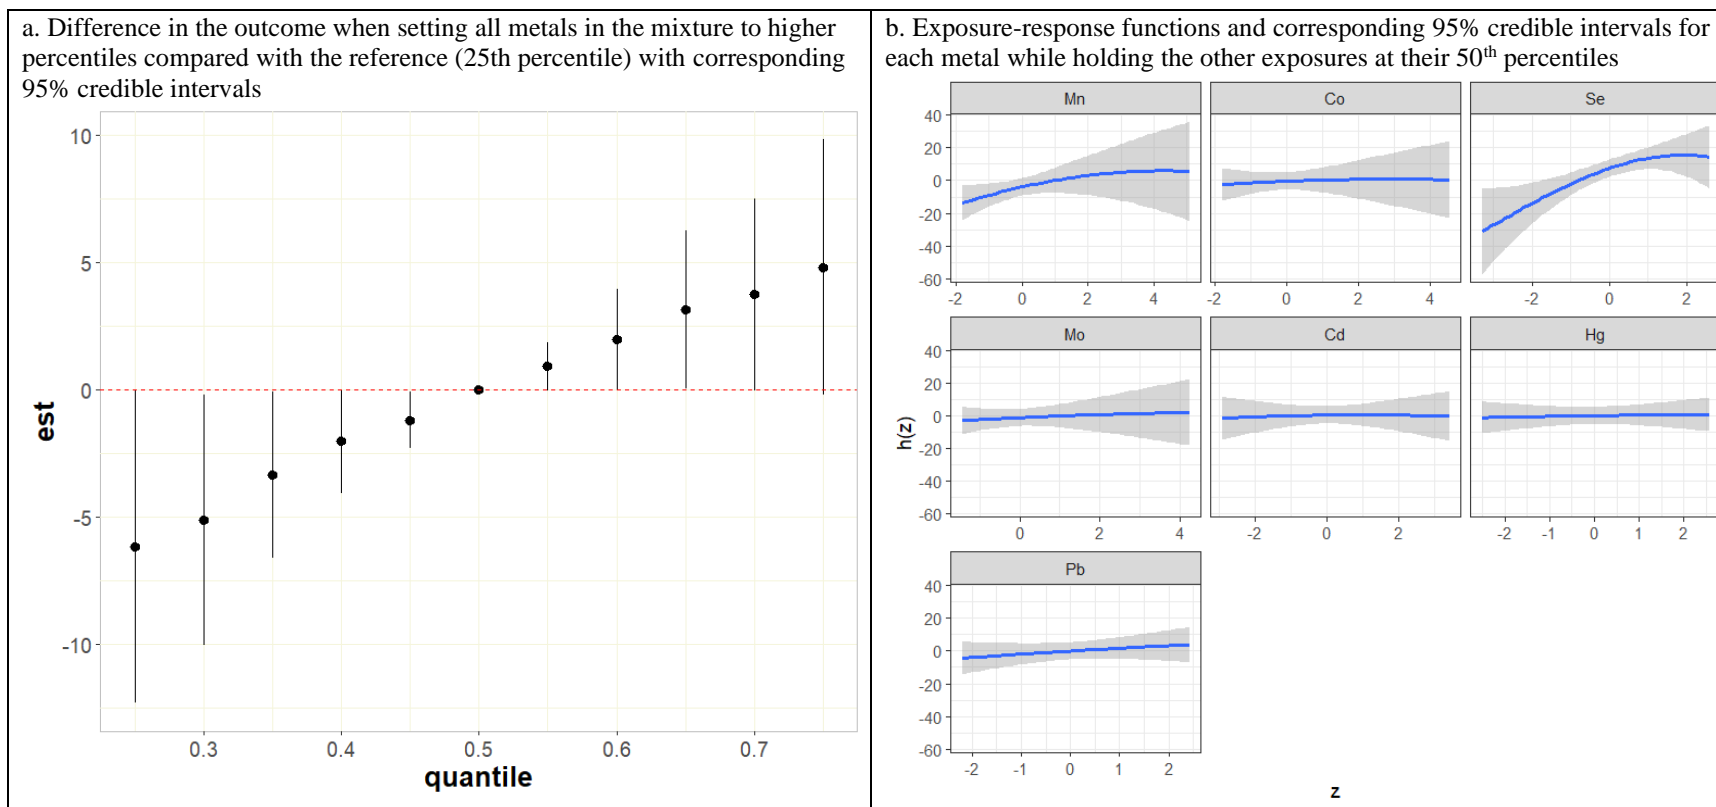 a. Difference in the outcome when setting all metals in the mixture to higher
percentiles compared with the reference (25th percentile) with corresponding
95% credible intervals
10
5
0
-5
-10
est
0.3 0.4 0.5 0.6 0.7
quantile
b. Exposure-response functions and corresponding 95% credible intervals for
each metal while holding the other exposures at their 50th percentiles
Mn Co Se
40
20
0
-20
-40
-60
-2 0 2 4 -2 0 2 4 -2 0 2
Mo Cd Hg
40
20
0
-20
-40
-60
h(z)
0 2 4 -2 0 2 -2 -1 0 1 2
Pb
40
20
0
-20
-40
-60
-2 -1 0 1 2
z